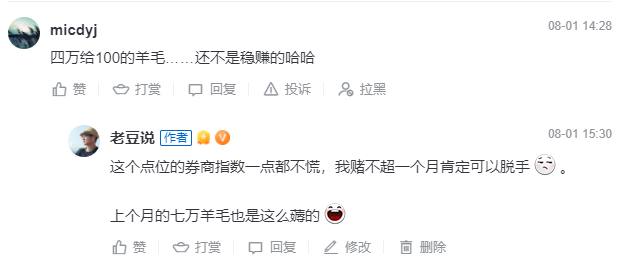 micdyj
08-01 14:28
四万给100的羊毛……还不是稳赚的哈哈
赞 打赏 回复 投诉 拉黑
老豆说 作者 V
08-01 15:30
这个点位的券商指数一点都不慌，我赌不超一个月肯定可以脱手 。
上个月的七万羊毛也是这么薅的
赞 打赏 回复 修改 删除